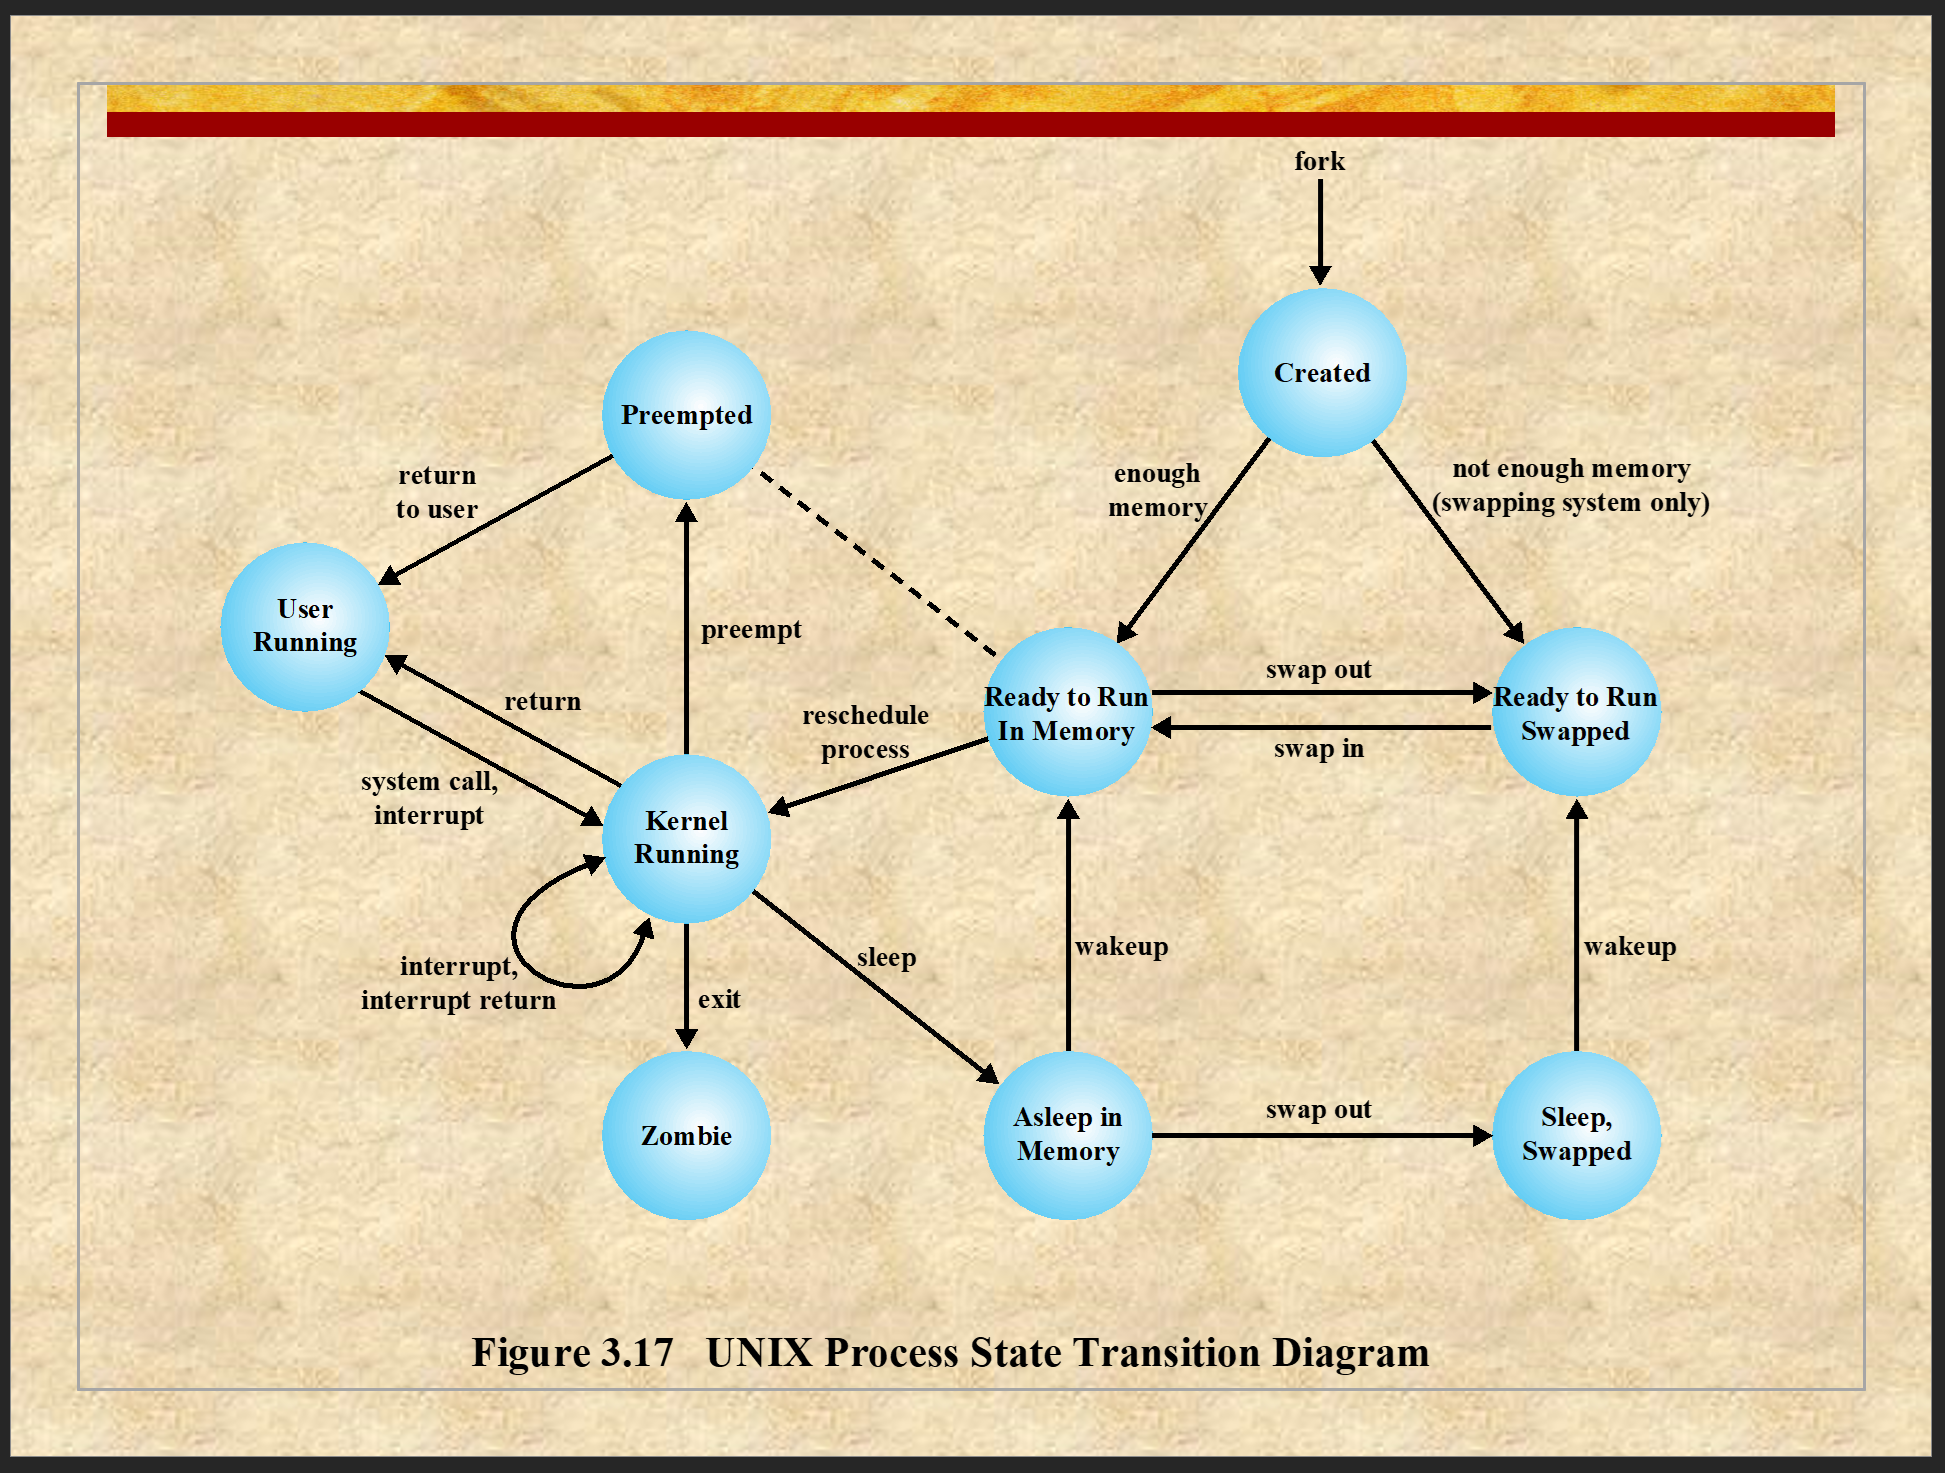 fork
Created
Preempted
return
to user
enough
memory
not enough memory
(swapping system only)
User
Running
preempt
return
reschedule
process
Ready to Run
In Memory
swap out
swap in
Ready to Run
Swapped
system call,
interrupt
Kernel
Running
interrupt,
interrupt return
sleep
exit
wakeup
wakeup
Zombie
Asleep in
Memory
swap out
Sleep,
Swapped
Figure 3.17 UNIX Process State Transition Diagram